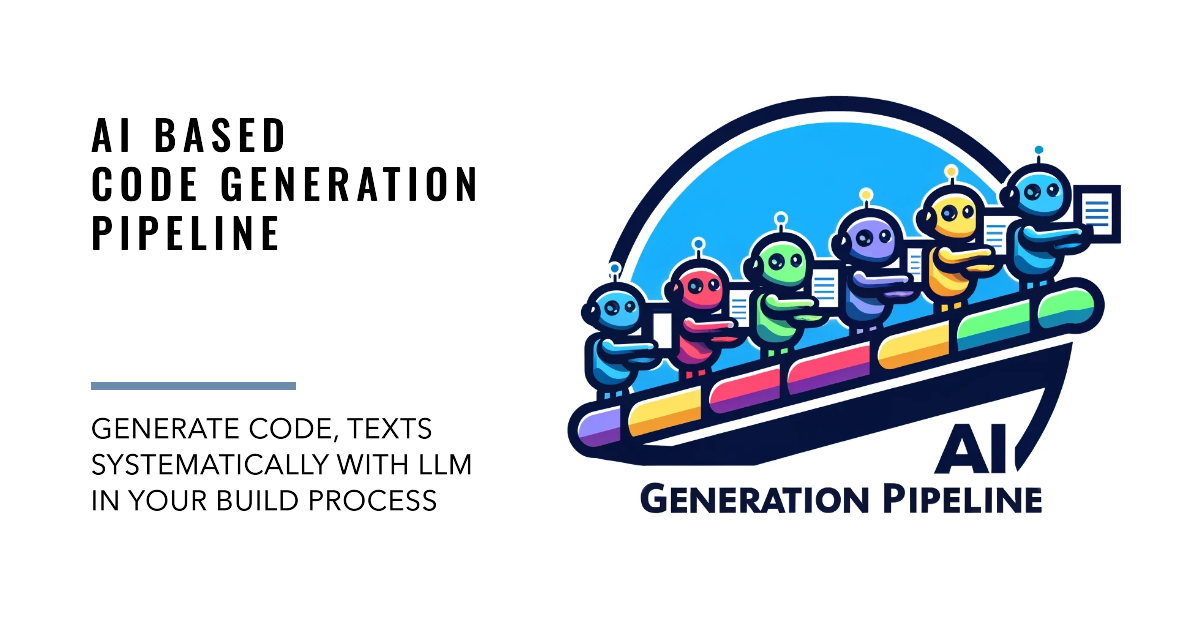 AI BASED
CODE GENERATION
PIPELINE
GENERATE CODE, TEXTS
SYSTEMATICALLY WITH LLM
IN YOUR BUILD PROCESS
AI
GENERATION PIPELINE